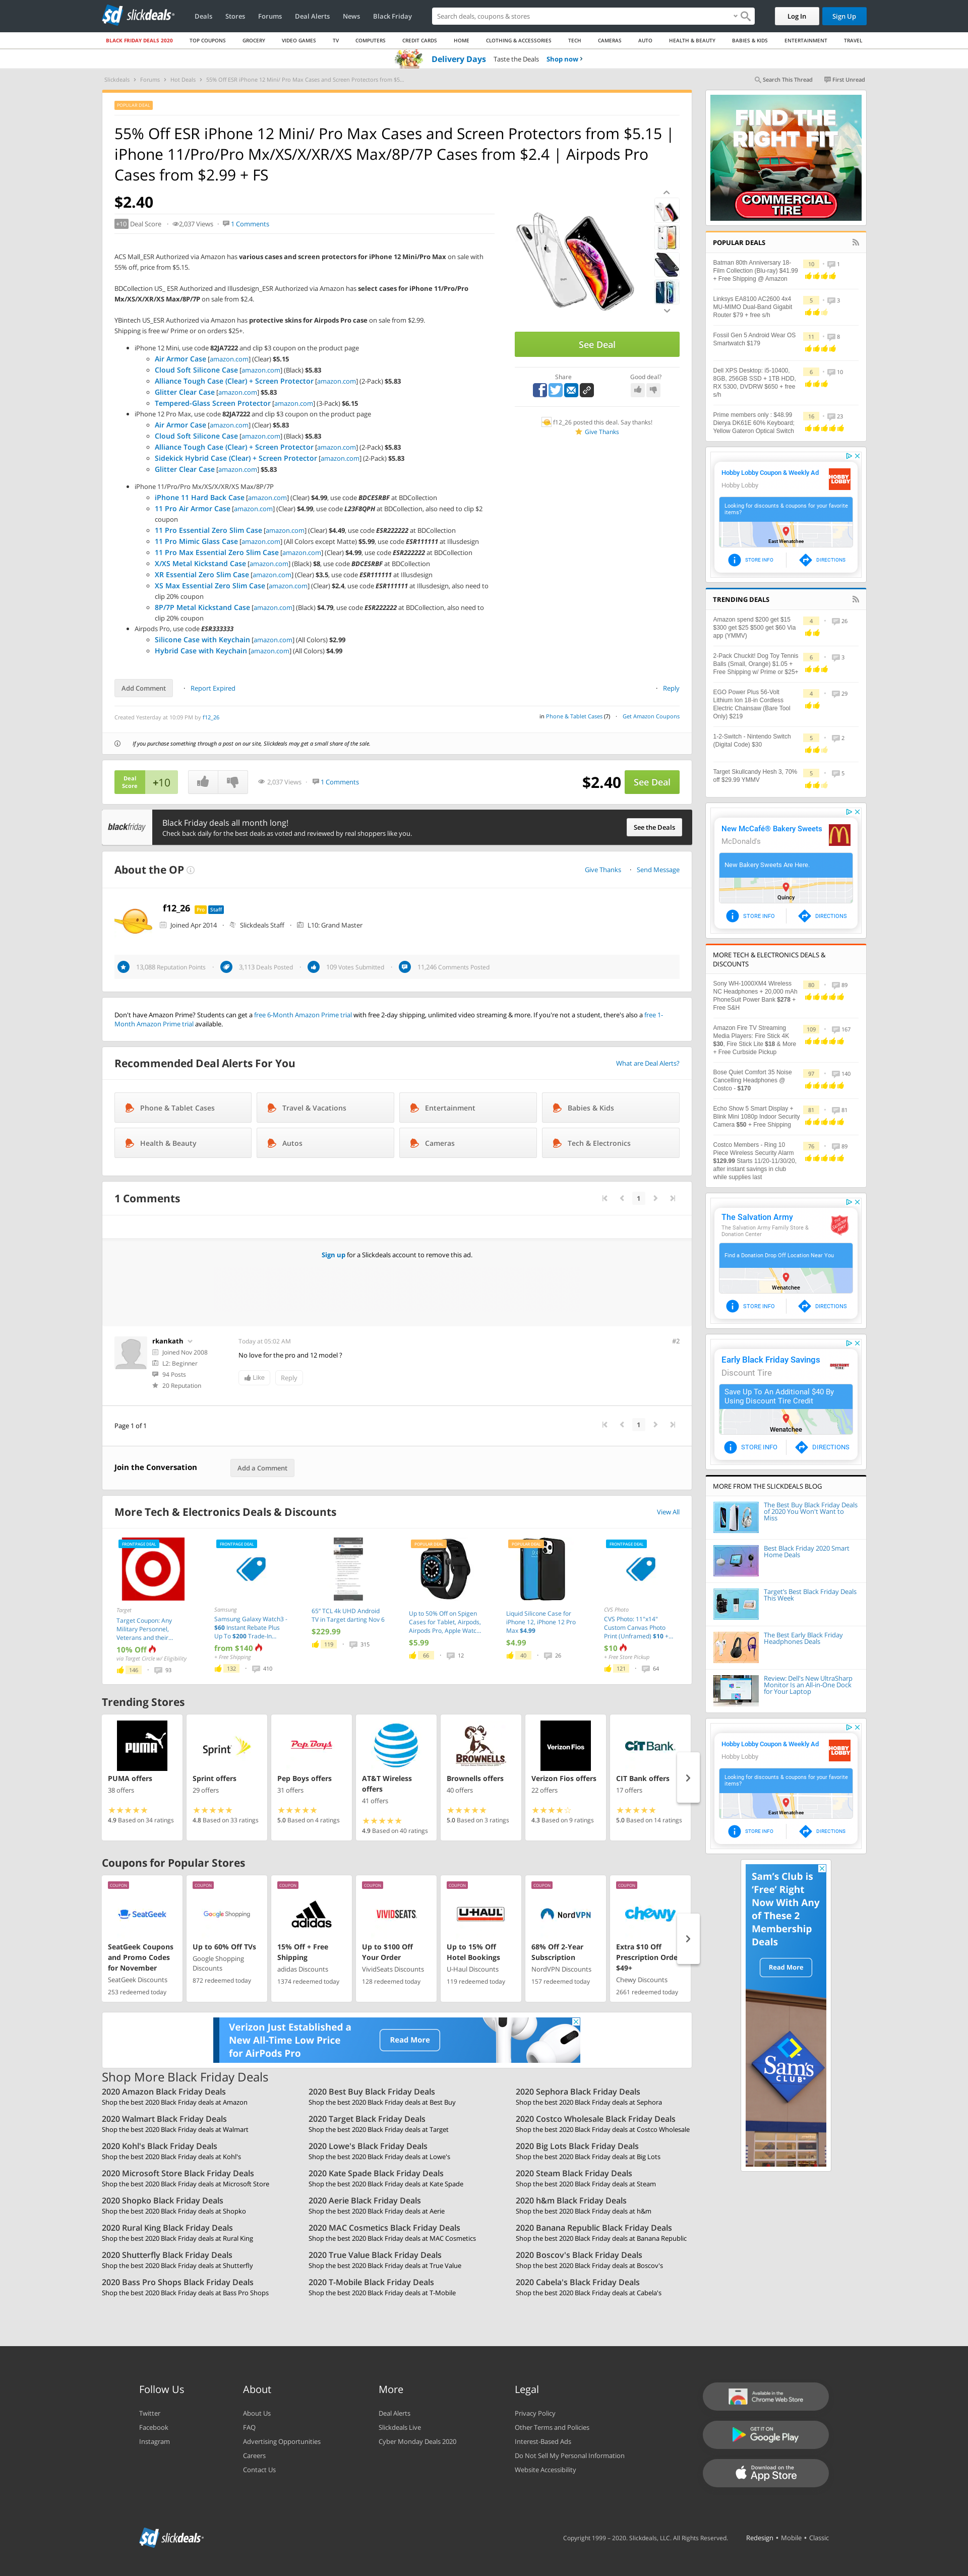 slickdeals
Deals
Stores
Forums
Deal Alerts
News
Black Friday
Search deals, coupons & stores
Log In
Sign Up
BLACK FRIDAY DEALS 2020
TOP COUPONS
GROCERY
VIDEO GAMES
TV
COMPUTERS
CREDIT CARDS
HOME
CLOTHING & ACCESSORIES
TECH
CAMERAS
AUTO
HEALTH & BEAUTY
BABIES & KIDS
ENTERTAINMENT
TRAVEL
Delivery Days Taste the Deals Shop now
Slickdeals > Forums > Hot Deals > 55% Off ESR iPhone 12 Mini/ Pro Max Cases and Screen Protectors from $5...
Search This Thread
First Unread
POPULAR DEAL
55% Off ESR iPhone 12 Mini/ Pro Max Cases and Screen Protectors from $5.15 |
iPhone 11/Pro/Pro Mx/XS/X/XR/XS Max/8P/7P Cases from $2.4 | Airpods Pro
Cases from $2.99 + FS
$2.40
+10 Deal Score · 2,037 Views · 1 Comments
ACS Mall_ESR Authorized via Amazon has various cases and screen protectors for iPhone 12 Mini/Pro Max on sale with
55% off, price from $5.15.
BDCollection US_ ESR Authorized and Illusdesign_ESR Authorized via Amazon has select cases for iPhone 11/Pro/Pro
Mx/XS/X/XR/XS Max/8P/7P on sale from $2.4.
YBintech US_ESR Authorized via Amazon has protective skins for Airpods Pro case on sale from $2.99.
Shipping is free w/ Prime or on orders $25+.
iPhone 12 Mini, use code 82JA7222 and clip $3 coupon on the product page
Air Armor Case [amazon.com] (Clear) $5.15
Cloud Soft Silicone Case [amazon.com] (Black) $5.83
Alliance Tough Case (Clear) + Screen Protector [amazon.com] (2-Pack) $5.83
Glitter Clear Case [amazon.com] $5.83
Tempered-Glass Screen Protector [amazon.com] (3-Pack) $6.15
iPhone 12 Pro Max, use code 82JA7222 and clip $3 coupon on the product page
Air Armor Case [amazon.com] (Clear) $5.83
Cloud Soft Silicone Case [amazon.com] (Black) $5.83
Alliance Tough Case (Clear) + Screen Protector [amazon.com] (2-Pack) $5.83
Sidekick Hybrid Case (Clear) + Screen Protector [amazon.com] (2-Pack) $5.83
Glitter Clear Case [amazon.com] $5.83
iPhone 11/Pro/Pro Mx/XS/X/XR/XS Max/8P/7P
iPhone 11 Hard Back Case [amazon.com] (Clear) $4.99, use code BDCESRBF at BDCollection
11 Pro Air Armor Case [amazon.com] (Clear) $4.99, use code L23F8QPH at BDCollection, also need to clip $2
coupon
11 Pro Essential Zero Slim Case [amazon.com] (Clear) $4.49, use code ESR222222 at BDCollection
11 Pro Mimic Glass Case [amazon.com] (All Colors except Matte) $5.99, use code ESR111111 at Illusdesign
11 Pro Max Essential Zero Slim Case [amazon.com] (Clear) $4.99, use code ESR222222 at BDCollection
X/XS Metal Kickstand Case [amazon.com] (Black) $8, use code BDCESRBF at BDCollection
XR Essential Zero Slim Case [amazon.com] (Clear) $3.5, use code ESR111111 at Illusdesign
XS Max Essential Zero Slim Case [amazon.com] (Clear) $2.4, use code ESR111111 at Illusdesign, also need to
clip 20% coupon
8P/7P Metal Kickstand Case [amazon.com] (Black) $4.79, use code ESR222222 at BDCollection, also need to
clip 20% coupon
Airpods Pro, use code ESR333333
Silicone Case with Keychain [amazon.com] (All Colors) $2.99
Hybrid Case with Keychain [amazon.com] (All Colors) $4.99
See Deal
Share
Good deal?
f12_26 posted this deal. Say thanks!
Give Thanks
Add Comment · Report Expired · Reply
Created Yesterday at 10:09 PM by f12_26
in Phone & Tablet Cases (7) · Get Amazon Coupons
If you purchase something through a post on our site, Slickdeals may get a small share of the sale.
Deal
Score
+10
2,037 Views · 1 Comments
$2.40
See Deal
blackfriday
Black Friday deals all month long!
Check back daily for the best deals as voted and reviewed by real shoppers like you.
See the Deals
About the OP
Give Thanks · Send Message
f12_26 Pro Staff
Joined Apr 2014 · Slickdeals Staff · L10: Grand Master
13,088 Reputation Points · 3,113 Deals Posted · 109 Votes Submitted · 11,246 Comments Posted
Don't have Amazon Prime? Students can get a free 6-Month Amazon Prime trial with free 2-day shipping, unlimited video streaming & more. If you're not a student, there's also a free 1-
Month Amazon Prime trial available.
Recommended Deal Alerts For You
What are Deal Alerts?
Phone & Tablet Cases
Travel & Vacations
Entertainment
Babies & Kids
Health & Beauty
Autos
Cameras
Tech & Electronics
1 Comments
1
Sign up for a Slickdeals account to remove this ad.
rkankath
Joined Nov 2008
L2: Beginner
94 Posts
20 Reputation
Today at 05:02 AM
#2
No love for the pro and 12 model ?
Like
Reply
Page 1 of 1
1
Join the Conversation
Add a Comment
More Tech & Electronics Deals & Discounts
View All
FRONTPAGE DEAL
Target
Target Coupon: Any
Military Personnel,
Veterans and their...
10% Off
via Target Circle w/ Eligibility
146 · 93
FRONTPAGE DEAL
Samsung
Samsung Galaxy Watch3 -
$60 Instant Rebate Plus
Up To $200 Trade-In...
from $140
+ Free Shipping
132 · 410
65" TCL 4k UHD Android
TV in Target darting Nov 6
$229.99
119 · 315
POPULAR DEAL
Up to 50% Off on Spigen
Cases for Tablet, Airpods,
Airpods Pro, Apple Watc...
$5.99
66 · 12
POPULAR DEAL
Liquid Silicone Case for
iPhone 12, iPhone 12 Pro
Max $4.99
$4.99
40 · 26
FRONTPAGE DEAL
CVS Photo
CVS Photo: 11"x14"
Custom Canvas Photo
Print (Unframed) $10 +...
$10
+ Free Store Pickup
121 · 64
Trending Stores
PUMA
PUMA offers
38 offers
4.9 Based on 34 ratings
Sprint
Sprint offers
29 offers
4.8 Based on 33 ratings
Pep Boys
Pep Boys offers
31 offers
5.0 Based on 4 ratings
AT&T Wireless
offers
41 offers
4.9 Based on 40 ratings
BROWNELLS
Brownells offers
40 offers
5.0 Based on 3 ratings
Verizon Fios
Verizon Fios offers
22 offers
4.3 Based on 9 ratings
CIT Bank
CIT Bank offers
17 offers
5.0 Based on 14 ratings
Coupons for Popular Stores
COUPON
SeatGeek
SeatGeek Coupons
and Promo Codes
for November
SeatGeek Discounts
253 redeemed today
COUPON
Google Shopping
Up to 60% Off TVs
Google Shopping
Discounts
872 redeemed today
COUPON
adidas
15% Off + Free
Shipping
adidas Discounts
1374 redeemed today
COUPON
VIVIDSEATS
Up to $100 Off
Your Order
VividSeats Discounts
128 redeemed today
COUPON
U-HAUL
Up to 15% Off
Hotel Bookings
U-Haul Discounts
119 redeemed today
COUPON
NordVPN
68% Off 2-Year
Subscription
NordVPN Discounts
157 redeemed today
COUPON
chewy
Extra $10 Off
Prescription Orde
$49+
Chewy Discounts
2661 redeemed today
Verizon Just Established a
New All-Time Low Price
for AirPods Pro
Read More
Shop More Black Friday Deals
2020 Amazon Black Friday Deals
Shop the best 2020 Black Friday deals at Amazon
2020 Best Buy Black Friday Deals
Shop the best 2020 Black Friday deals at Best Buy
2020 Sephora Black Friday Deals
Shop the best 2020 Black Friday deals at Sephora
2020 Walmart Black Friday Deals
Shop the best 2020 Black Friday deals at Walmart
2020 Target Black Friday Deals
Shop the best 2020 Black Friday deals at Target
2020 Costco Wholesale Black Friday Deals
Shop the best 2020 Black Friday deals at Costco Wholesale
2020 Kohl's Black Friday Deals
Shop the best 2020 Black Friday deals at Kohl's
2020 Lowe's Black Friday Deals
Shop the best 2020 Black Friday deals at Lowe's
2020 Big Lots Black Friday Deals
Shop the best 2020 Black Friday deals at Big Lots
2020 Microsoft Store Black Friday Deals
Shop the best 2020 Black Friday deals at Microsoft Store
2020 Kate Spade Black Friday Deals
Shop the best 2020 Black Friday deals at Kate Spade
2020 Steam Black Friday Deals
Shop the best 2020 Black Friday deals at Steam
2020 Shopko Black Friday Deals
Shop the best 2020 Black Friday deals at Shopko
2020 Aerie Black Friday Deals
Shop the best 2020 Black Friday deals at Aerie
2020 h&m Black Friday Deals
Shop the best 2020 Black Friday deals at h&m
2020 Rural King Black Friday Deals
Shop the best 2020 Black Friday deals at Rural King
2020 MAC Cosmetics Black Friday Deals
Shop the best 2020 Black Friday deals at MAC Cosmetics
2020 Banana Republic Black Friday Deals
Shop the best 2020 Black Friday deals at Banana Republic
2020 Shutterfly Black Friday Deals
Shop the best 2020 Black Friday deals at Shutterfly
2020 True Value Black Friday Deals
Shop the best 2020 Black Friday deals at True Value
2020 Boscov's Black Friday Deals
Shop the best 2020 Black Friday deals at Boscov's
2020 Bass Pro Shops Black Friday Deals
Shop the best 2020 Black Friday deals at Bass Pro Shops
2020 T-Mobile Black Friday Deals
Shop the best 2020 Black Friday deals at T-Mobile
2020 Cabela's Black Friday Deals
Shop the best 2020 Black Friday deals at Cabela's
FIND THE
RIGHT FIT
COMMERCIAL
TIRE
POPULAR DEALS
Batman 80th Anniversary 18-
Film Collection (Blu-ray) $41.99
+ Free Shipping @ Amazon
10 · 1
Linksys EA8100 AC2600 4x4
MU-MIMO Dual-Band Gigabit
Router $79 + free s/h
5 · 3
Fossil Gen 5 Android Wear OS
Smartwatch $179
11 · 8
Dell XPS Desktop: i5-10400,
8GB, 256GB SSD + 1TB HDD,
RX 5300, DVDRW $650 + free
s/h
6 · 10
Prime members only : $48.99
Dierya DK61E 60% Keyboard;
Yellow Gateron Optical Switch
16 · 23
Hobby Lobby Coupon & Weekly Ad
Hobby Lobby
HOBBY
LOBBY
Looking for discounts & coupons for your favorite
items?
East Wenatchee
STORE INFO
DIRECTIONS
TRENDING DEALS
Amazon spend $200 get $15
$300 get $25 $500 get $60 Via
app (YMMV)
4 · 26
2-Pack Chuckit! Dog Toy Tennis
Balls (Small, Orange) $1.05 +
Free Shipping w/ Prime or $25+
6 · 3
EGO Power Plus 56-Volt
Lithium Ion 18-in Cordless
Electric Chainsaw (Bare Tool
Only) $219
4 · 29
1-2-Switch - Nintendo Switch
(Digital Code) $30
5 · 2
Target Skullcandy Hesh 3, 70%
off $29.99 YMMV
5 · 5
New McCafé® Bakery Sweets
McDonald's
New Bakery Sweets Are Here.
Quincy
STORE INFO
DIRECTIONS
MORE TECH & ELECTRONICS DEALS &
DISCOUNTS
Sony WH-1000XM4 Wireless
NC Headphones + 20,000 mAh
PhoneSuit Power Bank $278 +
Free S&H
80 · 89
Amazon Fire TV Streaming
Media Players: Fire Stick 4K
$30, Fire Stick Lite $18 & More
+ Free Curbside Pickup
109 · 167
Bose Quiet Comfort 35 Noise
Cancelling Headphones @
Costco - $170
97 · 140
Echo Show 5 Smart Display +
Blink Mini 1080p Indoor Security
Camera $50 + Free Shipping
81 · 81
Costco Members - Ring 10
Piece Wireless Security Alarm
$129.99 Starts 11/20-11/30/20,
after instant savings in club
while supplies last
76 · 89
The Salvation Army
The Salvation Army Family Store &
Donation Center
Find a Donation Drop Off Location Near You
Wenatchee
STORE INFO
DIRECTIONS
Early Black Friday Savings
Discount Tire
Save Up To An Additional $40 By
Using Discount Tire Credit
Wenatchee
STORE INFO
DIRECTIONS
MORE FROM THE SLICKDEALS BLOG
The Best Buy Black Friday Deals
of 2020 You Won't Want to
Miss
Best Black Friday 2020 Smart
Home Deals
Target's Best Black Friday Deals
This Week
The Best Early Black Friday
Headphones Deals
Review: Dell's New UltraSharp
Monitor Is an All-in-One Dock
for Your Laptop
Hobby Lobby Coupon & Weekly Ad
Hobby Lobby
HOBBY
LOBBY
Looking for discounts & coupons for your favorite
items?
East Wenatchee
STORE INFO
DIRECTIONS
Sam's Club is
'Free' Right
Now With Any
of These 2
Membership
Deals
Read More
Sam's
CLUB
Follow Us
Twitter
Facebook
Instagram
About
About Us
FAQ
Advertising Opportunities
Careers
Contact Us
More
Deal Alerts
Slickdeals Live
Cyber Monday Deals 2020
Legal
Privacy Policy
Other Terms and Policies
Interest-Based Ads
Do Not Sell My Personal Information
Website Accessibility
Available in the
Chrome Web Store
GET IT ON
Google Play
Download on the
App Store
slickdeals
Copyright 1999 - 2020. Slickdeals, LLC. All Rights Reserved.
Redesign • Mobile • Classic